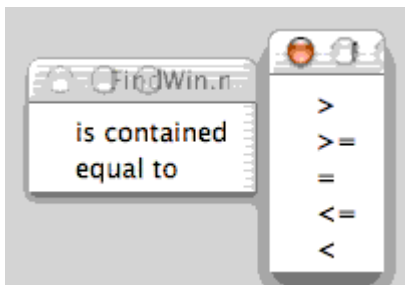 FindWin.n
is contained
equal to
>
>=
=
<=
<